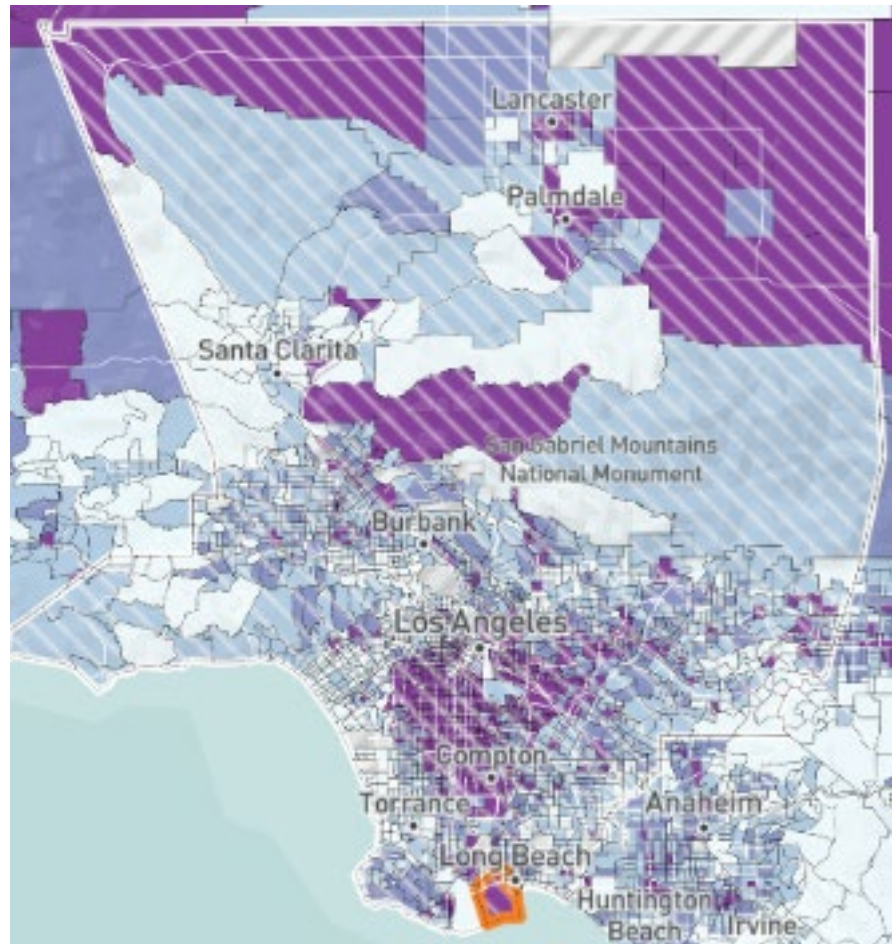 Lancaster
Palmdale
Santa Clarita
San Gabriel Mountains
National Monument
Burbank
Los Angeles
Compton
Torrance
Anaheim
Long Beach
Huntington
Beach
Irvine